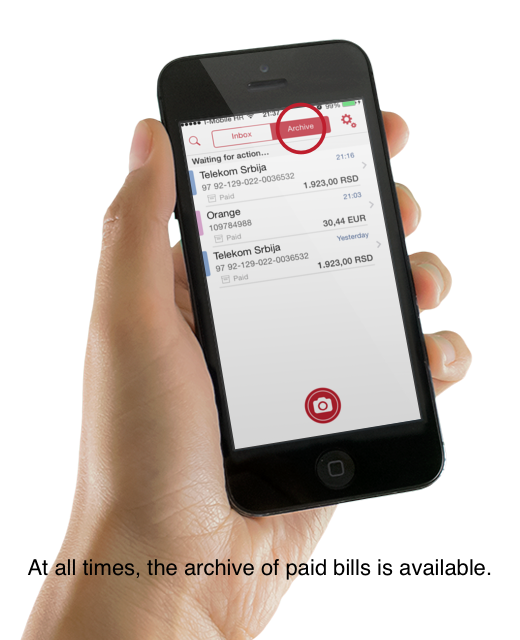 T-Mobile HR 21:37 99%
Inbox Archive
Waiting for action...
Telekom Srbija 21:16
97 92-129-022-0036532
Paid 1.923,00 RSD
Orange 21:03
109784988
Paid 30,44 EUR
Telekom Srbija Yesterday
97 92-129-022-0036532
Paid 1.923,00 RSD
At all times, the archive of paid bills is available.